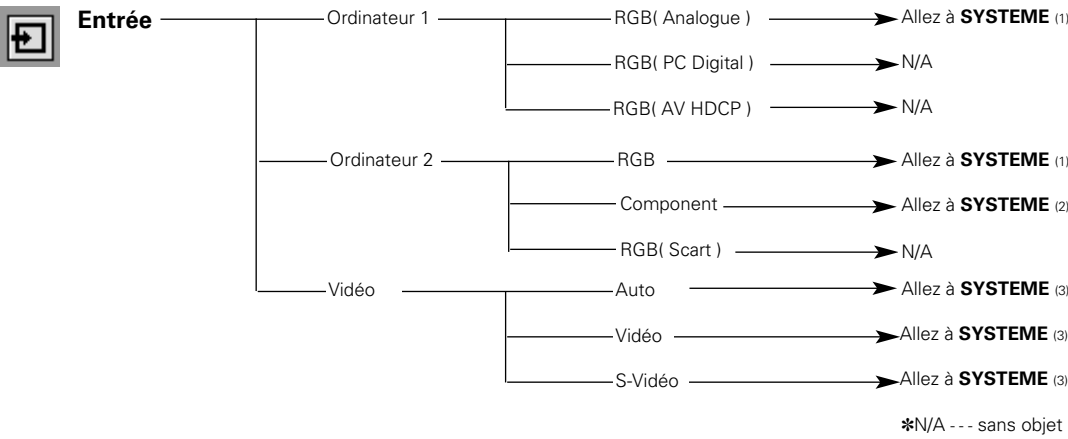 Entrée Ordinateur 1 RGB( Analogue ) Allez à SYSTEME (1)
RGB( PC Digital ) N/A
RGB( AV HDCP ) N/A
Ordinateur 2 RGB Allez à SYSTEME (1)
Component Allez à SYSTEME (2)
RGB( Scart ) N/A
Vidéo Auto Allez à SYSTEME (3)
Vidéo Allez à SYSTEME (3)
S-Vidéo Allez à SYSTEME (3)
✽N/A - - - sans objet